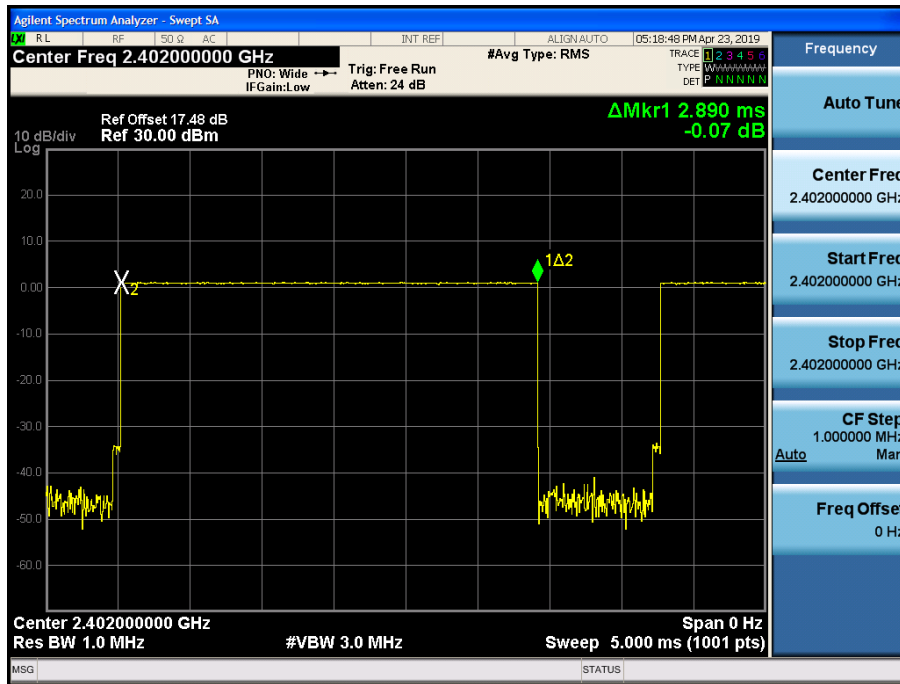 Agilent Spectrum Analyzer - Swept SA
LXI RL RF 50 Ω AC INT REF ALIGNAUTO 05:18:48 PM Apr 23, 2019
Center Freq 2.402000000 GHz
PNO: Wide
IFGain:Low
Trig: Free Run
Atten: 24 dB
#Avg Type: RMS
TRACE 1 2 3 4 5 6
TYPE WWWWWW
DET P N N N N N
ΔMkr1 2.890 ms
-0.07 dB
Ref Offset 17.48 dB
10 dB/div Ref 30.00 dBm
Log
20.0
10.0
0.00
-10.0
-20.0
-30.0
-40.0
-50.0
-60.0
X2
1Δ2
Center 2.402000000 GHz Span 0 Hz
Res BW 1.0 MHz #VBW 3.0 MHz Sweep 5.000 ms (1001 pts)
MSG STATUS
Frequency
Auto Tune
Center Freq
2.402000000 GHz
Start Freq
2.402000000 GHz
Stop Freq
2.402000000 GHz
CF Step
1.000000 MHz
Auto Man
Freq Offset
0 Hz